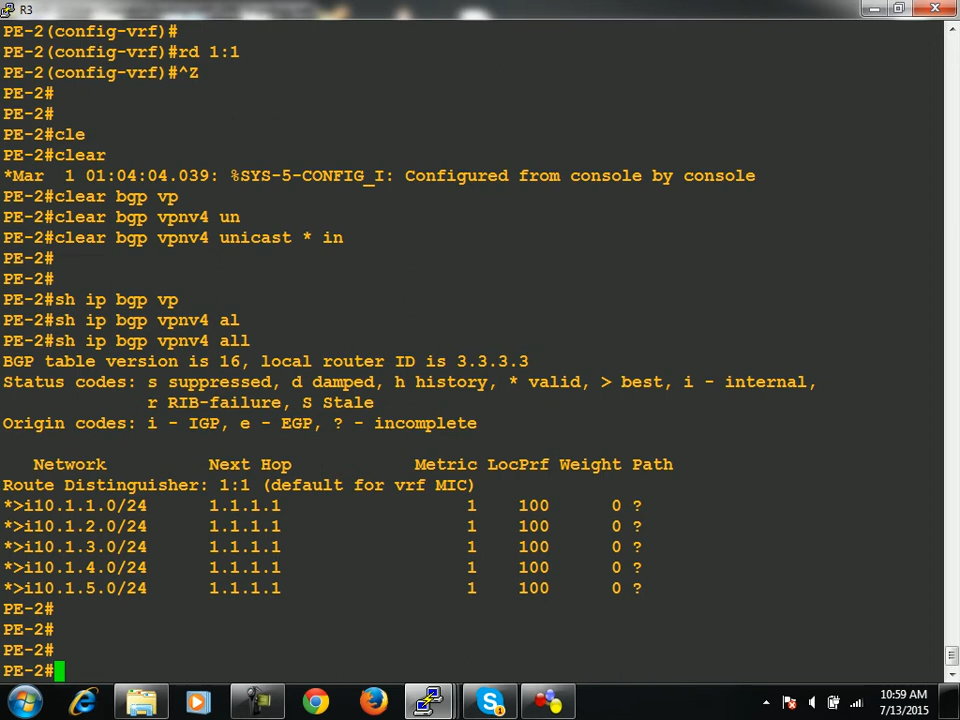 R3
PE-2(config-vrf)#
PE-2(config-vrf)#rd 1:1
PE-2(config-vrf)#^Z
PE-2#
PE-2#
PE-2#cle
PE-2#clear
*Mar  1 01:04:04.039: %SYS-5-CONFIG_I: Configured from console by console
PE-2#clear bgp vp
PE-2#clear bgp vpnv4 un
PE-2#clear bgp vpnv4 unicast * in
PE-2#
PE-2#
PE-2#sh ip bgp vp
PE-2#sh ip bgp vpnv4 al
PE-2#sh ip bgp vpnv4 all
BGP table version is 16, local router ID is 3.3.3.3
Status codes: s suppressed, d damped, h history, * valid, > best, i - internal,
              r RIB-failure, S Stale
Origin codes: i - IGP, e - EGP, ? - incomplete
   Network          Next Hop            Metric LocPrf Weight Path
Route Distinguisher: 1:1 (default for vrf MIC)
*>i10.1.1.0/24      1.1.1.1                  1    100      0 ?
*>i10.1.2.0/24      1.1.1.1                  1    100      0 ?
*>i10.1.3.0/24      1.1.1.1                  1    100      0 ?
*>i10.1.4.0/24      1.1.1.1                  1    100      0 ?
*>i10.1.5.0/24      1.1.1.1                  1    100      0 ?
PE-2#
PE-2#
PE-2#
PE-2#
10:59 AM
7/13/2015